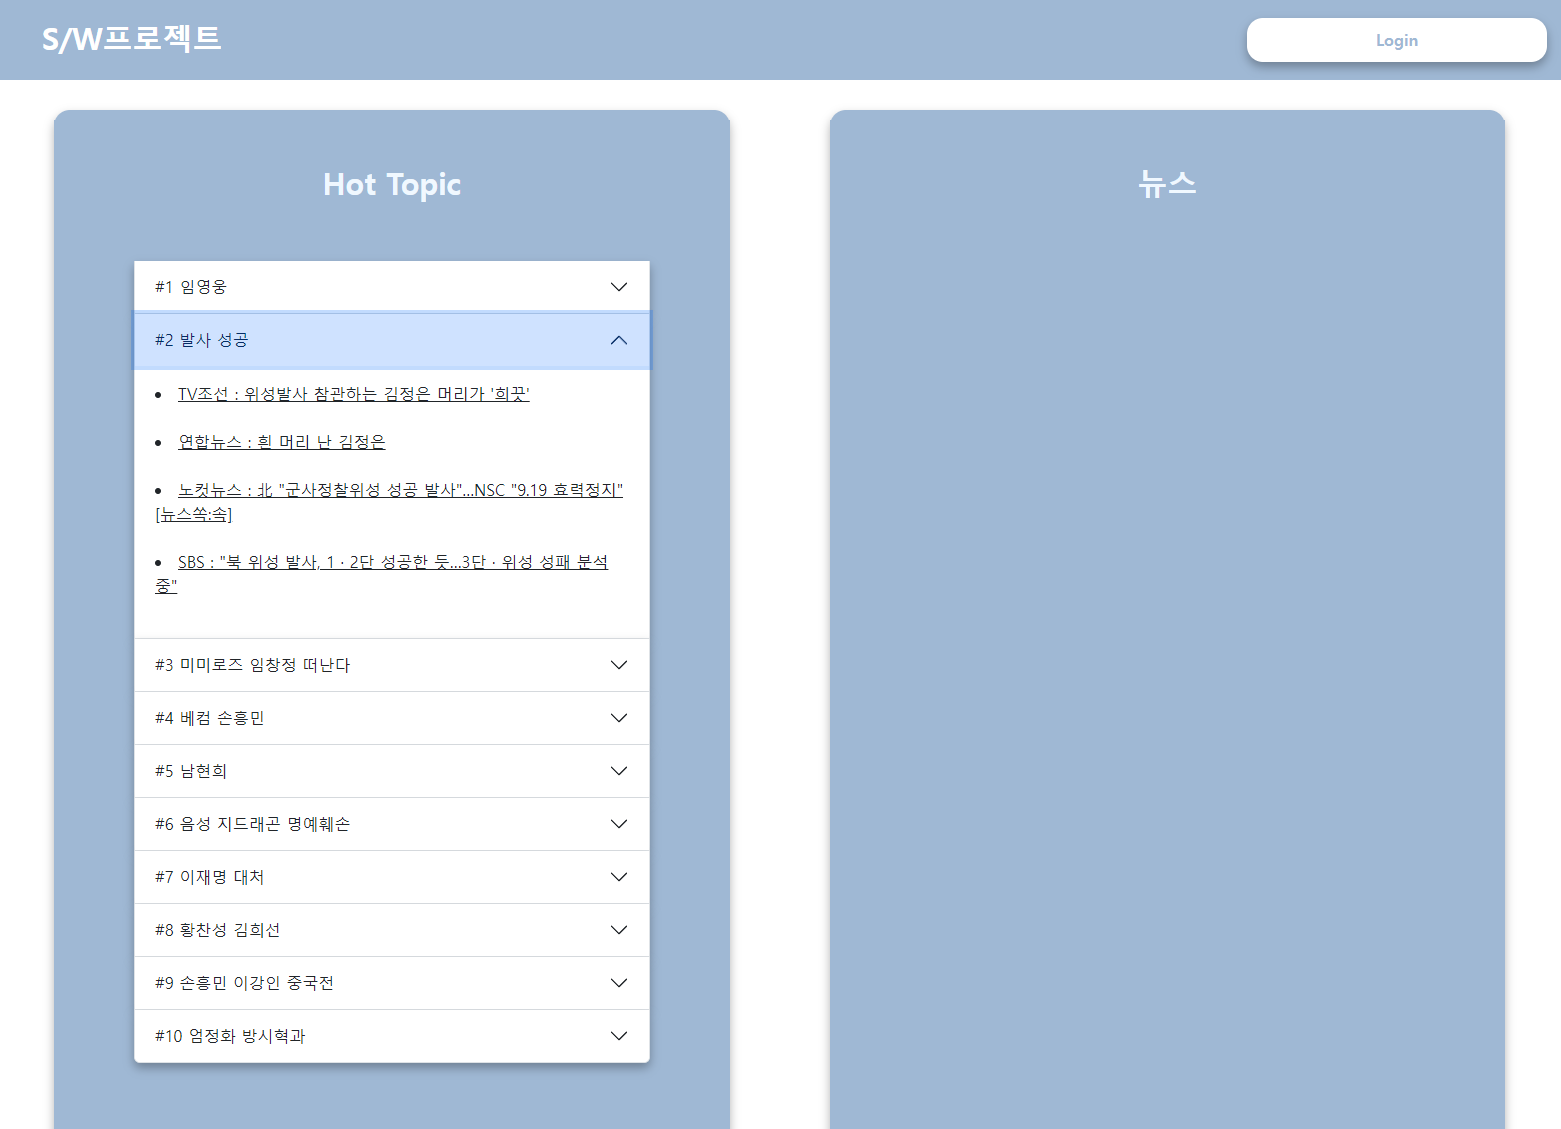 S/W프로젝트
Login
Hot Topic
#1 임영웅
#2 발사 성공
• TV조선 : 위성발사 참관하는 김정은 머리가 '희끗'
• 연합뉴스 : 흰 머리 난 김정은
• 노컷뉴스 : 北 "군사정찰위성 성공 발사"…NSC "9.19 효력정지"
[뉴스쏙:속]
• SBS : "북 위성 발사, 1 · 2단 성공한 듯…3단 · 위성 성패 분석
중"
#3 미미로즈 임창정 떠난다
#4 베컴 손흥민
#5 남현희
#6 음성 지드래곤 명예훼손
#7 이재명 대처
#8 황찬성 김희선
#9 손흥민 이강인 중국전
#10 엄정화 방시혁과
뉴스